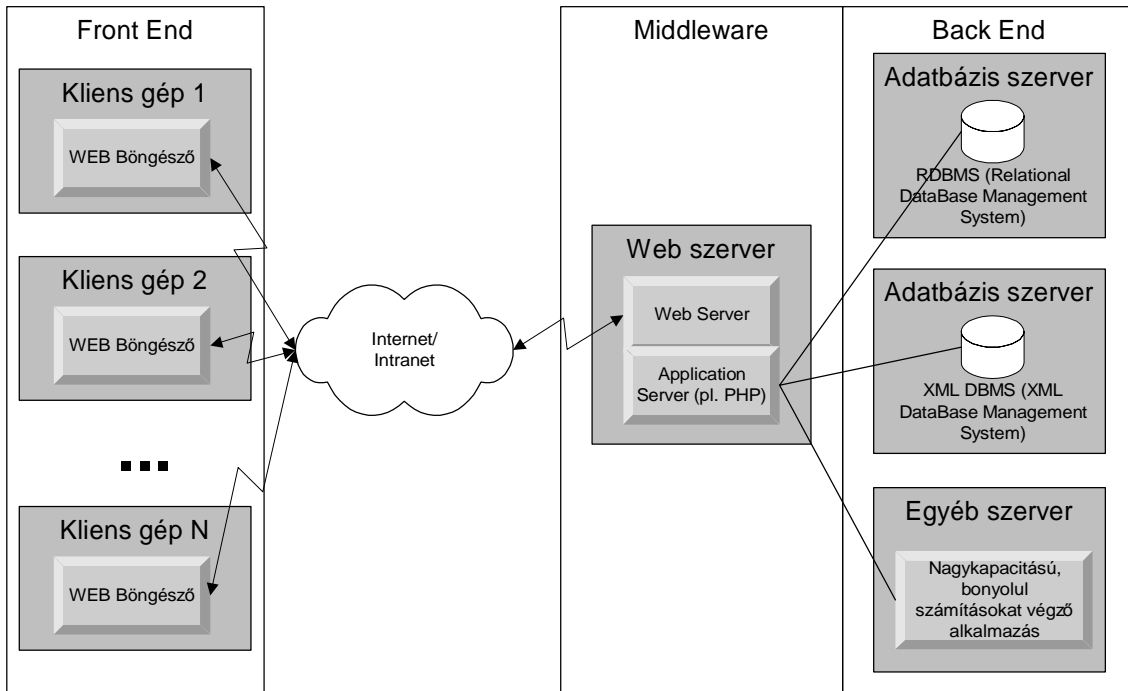 Front End
Kliens gép 1
WEB Böngésző
Kliens gép 2
WEB Böngésző
Kliens gép N
WEB Böngésző
Internet/
Intranet
Middleware
Web szerver
Web Server
Application
Server (pl. PHP)
Back End
Adatbázis szerver
RDBMS (Relational
DataBase Management
System)
Adatbázis szerver
XML DBMS (XML
DataBase Management
System)
Egyéb szerver
Nagykapacitású,
bonyolul
számításokat végző
alkalmazás